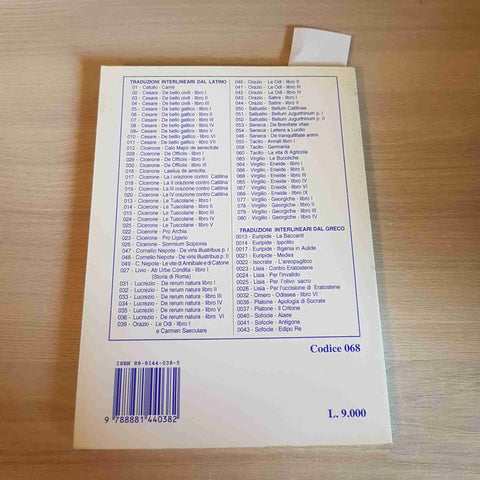 TRADUZIONI INTERLINEARI DAL LATINO
01 - Catullo - Carmi
02 - Cesare - De bello civili - libro I
03 - Cesare - De bello civili - libro II
04 - Cesare - De bello civili - libro III
05 - Cesare - De bello gallico - libro I
06 - Cesare - De bello gallico - libro II
07 - Cesare - De bello gallico - libro III
08 - Cesare - De bello gallico - libro IV
09 - Cesare - De bello gallico - libro V
010 - Cesare - De bello gallico - libro VI
011 - Cesare - De bello gallico - libro VII
012 - Cicerone - Cato Major de senectute
028 - Cicerone - De Officis - libro I
029 - Cicerone - De Officis - libro II
030 - Cicerone - De Officis - libro III
016 - Cicerone - Laelius de amicitia
017 - Cicerone - La I orazione contro Catilina
018 - Cicerone - La II orazione contro Catilina
019 - Cicerone - La III orazione contro Catilina
020 - Cicerone - La IV orazione contro Catilina
012 - Cicerone - Le Tusculane - libro I
013 - Cicerone - Le Tusculane - libro II
014 - Cicerone - Le Tusculane - libro III
015 - Cicerone - Le Tusculane - libro IV
025 - Cicerone - Le Tusculane - libro V
022 - Cicerone - Pro Archia
023 - Cicerone - Pro Ligario
026 - Cicerone - Somnium Scipionis
047 - Cornelio Nepote - De viris illustribus p. I
048 - Cornelio Nepote - De viris illustribus p. II
049 - C. Nepote - Le vite di Annibale e di Catone
027 - Livio - Ab Urbe Condita - libro I
(Storia di Roma)
031 - Lucrezio - De rerum natura libro I
032 - Lucrezio - De rerum natura - libro II
033 - Lucrezio - De rerum natura - libro III
034 - Lucrezio - De rerum natura - libro IV
035 - Lucrezio - De rerum natura - libro V
036 - Lucrezio - De rerum natura - libro VI
039 - Orazio - Le Odi - libro I
e Carmen Saeculare
040 - Orazio - Le Odi - libro II
041 - Orazio - Le Odi - libro III
042 - Orazio - Le Odi - libro IV
043 - Orazio - Satire - libro I
044 - Orazio - Satire - libro II
050 - Sallustio - Bellum Catilinae
051 - Sallustio - Bellum Jugurthinum p. I
052 - Sallustio - Bellum Jugurthinum p. II
053 - Seneca - De Brevitate vitae
054 - Seneca - Lettere a Lucilio
056 - Seneca - De tranquillitate animi
055 - Tacito - Annali libro I
058 - Tacito - Germania
060 - Tacito - La vita di Agricola
063 - Virgilio - Le Bucoliche
064 - Virgilio - Eneide - libro I
066 - Virgilio - Eneide - libro II
068 - Virgilio - Eneide - libro III
065 - Virgilio - Eneide - libro IV
067 - Virgilio - Eneide - libro VI
069 - Virgilio - Eneide - libro IX
077 - Virgilio - Georgiche - libro I
078 - Virgilio - Georgiche - libro II
079 - Virgilio - Georgiche - libro III
080 - Virgilio - Georgiche - libro IV
TRADUZIONI INTERLINEARI DAL GRECO
0013 - Euripide - Le Baccanti
0014 - Euripide - Ippolito
0017 - Euripide - Ifigenia in Aulide
0021 - Euripide - Medea
0022 - Isocrate - L'areopagitico
0023 - Lisia - Contro Eratostene
0024 - Lisia - Per l'invalido
0025 - Lisia - Per l'olivo sacro
0026 - Lisia - Per l'uccisione di Eratostene
0032 - Omero - Odissea - libro VI
0036 - Platone - Apologia di Socrate
0037 - Platone - Il Critone
0040 - Sofocle - Aiace
0041 - Sofocle - Antigone
0043 - Sofocle - Edipo Re
Codice 068
ISBN 88-8144-038-5
9 788881 440382
L. 9.000